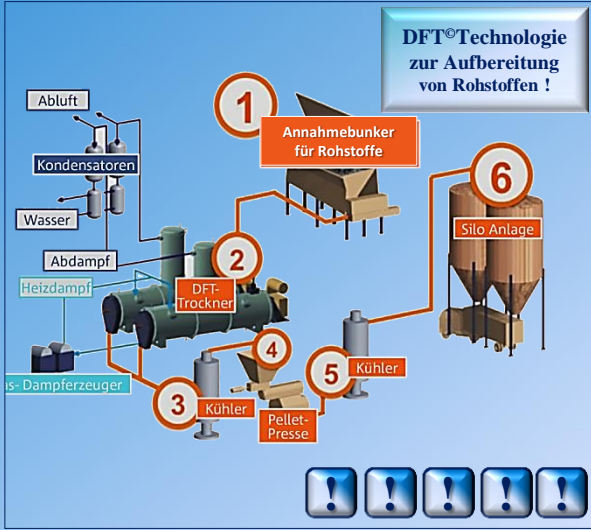 DFT©Technologie
zur Aufbereitung
von Rohstoffen !
Abluft
1
Annahmebunker
für Rohstoffe
Kondensatoren
6
Wasser
Silo Anlage
Abdampf
2
Heizdampf
DFT-
Trockner
4
5
Kühler
ns- Dampferzeuger
3
Kühler
Pellet-
Presse
! ! ! ! !